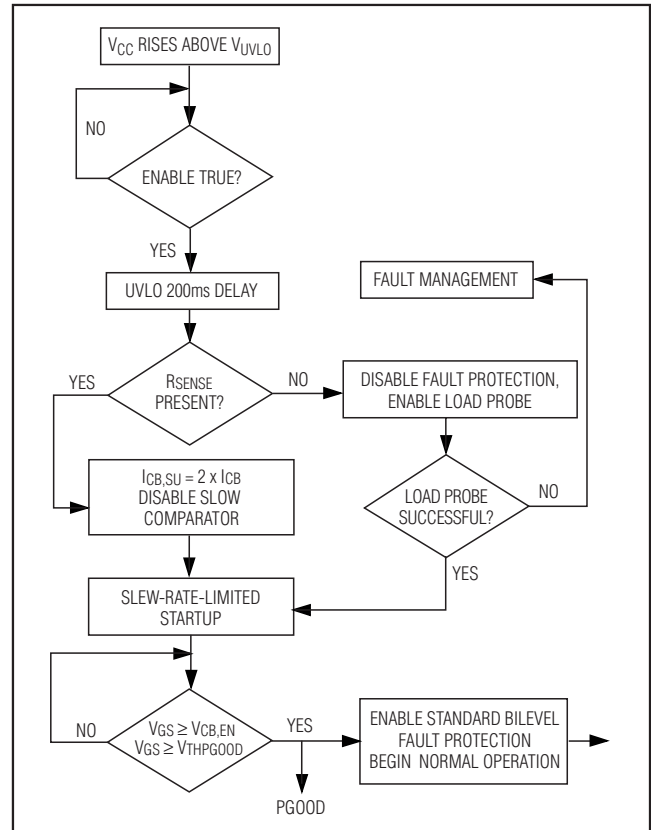 VCC RISES ABOVE VUVLO
NO
ENABLE TRUE?
YES
UVLO 200ms DELAY
FAULT MANAGEMENT
YES
RSENSE
PRESENT?
NO
DISABLE FAULT PROTECTION,
ENABLE LOAD PROBE
ICB,SU = 2 x ICB
DISABLE SLOW
COMPARATOR
LOAD PROBE
SUCCESSFUL?
NO
YES
SLEW-RATE-LIMITED
STARTUP
NO
VGS ≥ VCB,EN
VGS ≥ VTHPGOOD
YES
ENABLE STANDARD BILEVEL
FAULT PROTECTION
BEGIN NORMAL OPERATION
PGOOD